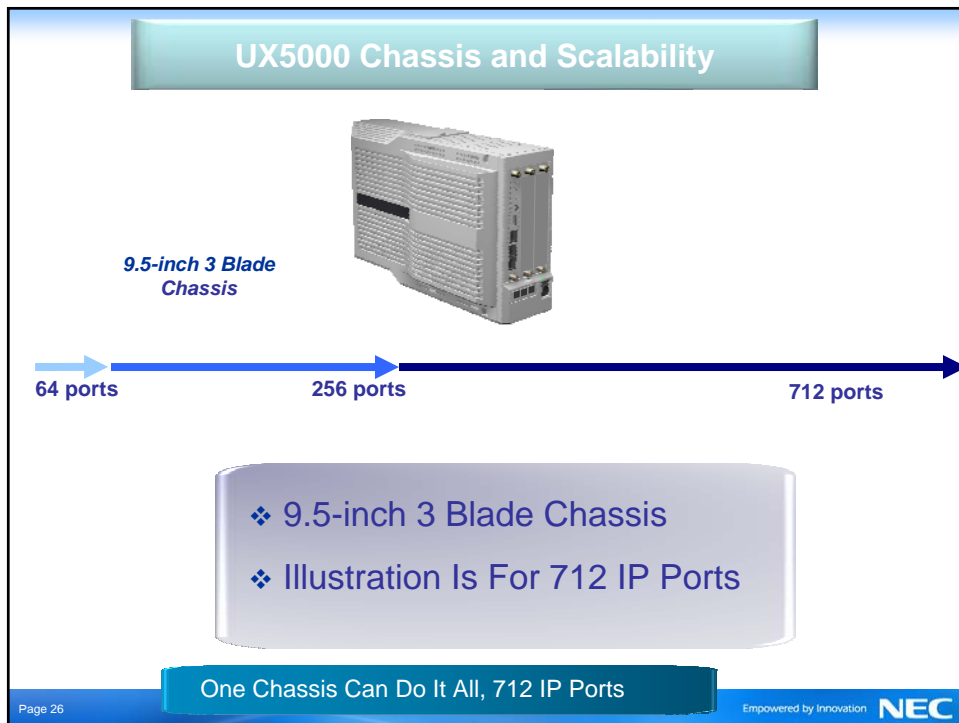 UX5000 Chassis and Scalability
9.5-inch 3 Blade
Chassis
64 ports
256 ports
712 ports
❖ 9.5-inch 3 Blade Chassis
❖ Illustration Is For 712 IP Ports
One Chassis Can Do It All, 712 IP Ports
Page 26
Empowered by Innovation NEC